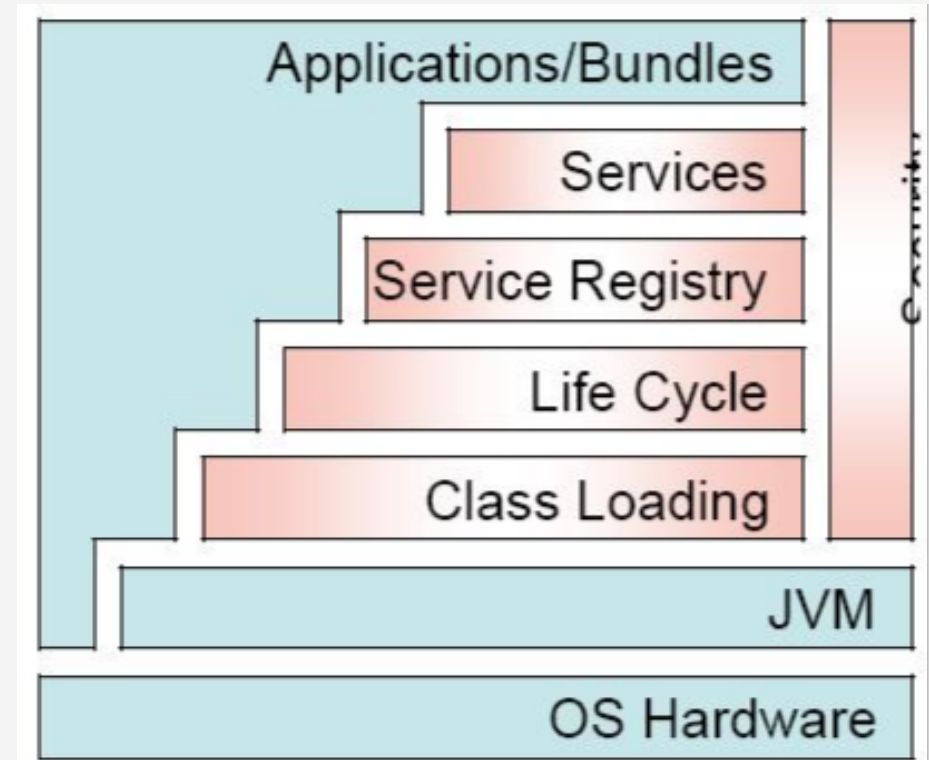 Applications/Bundles
Services
Service Registry
Life Cycle
Class Loading
JVM
OS Hardware